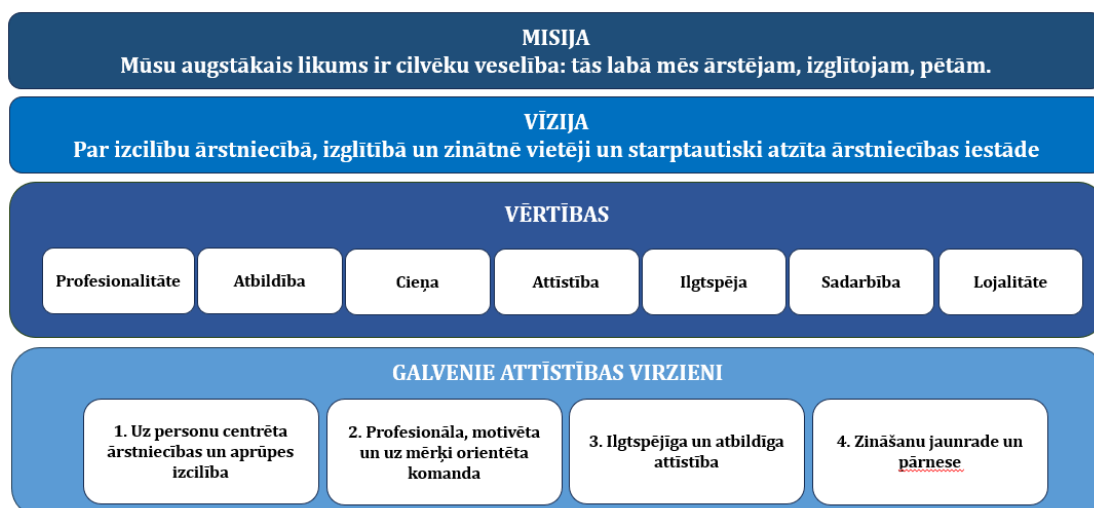 MISIJA
Mūsu augstākais likums ir cilvēku veselība: tās labā mēs ārstējam, izglītojam, pētām.
VĪZIJA
Par izcilību ārstniecībā, izglītībā un zinātnē vietēji un starptautiski atzīta ārstniecības iestāde
VĒRTĪBAS
Profesionalitāte
Atbildība
Cieņa
Attīstība
Ilgtspēja
Sadarbība
Lojalitāte
GALVENIE ATTĪSTĪBAS VIRZIENI
1. Uz personu centrēta
ārstniecības un aprūpes
izcilība
2. Profesionāla, motivēta
un uz mērķi orientēta
komanda
3. Ilgtspējīga un atbildīga
attīstība
4. Zināšanu jaunrade un
pārnese